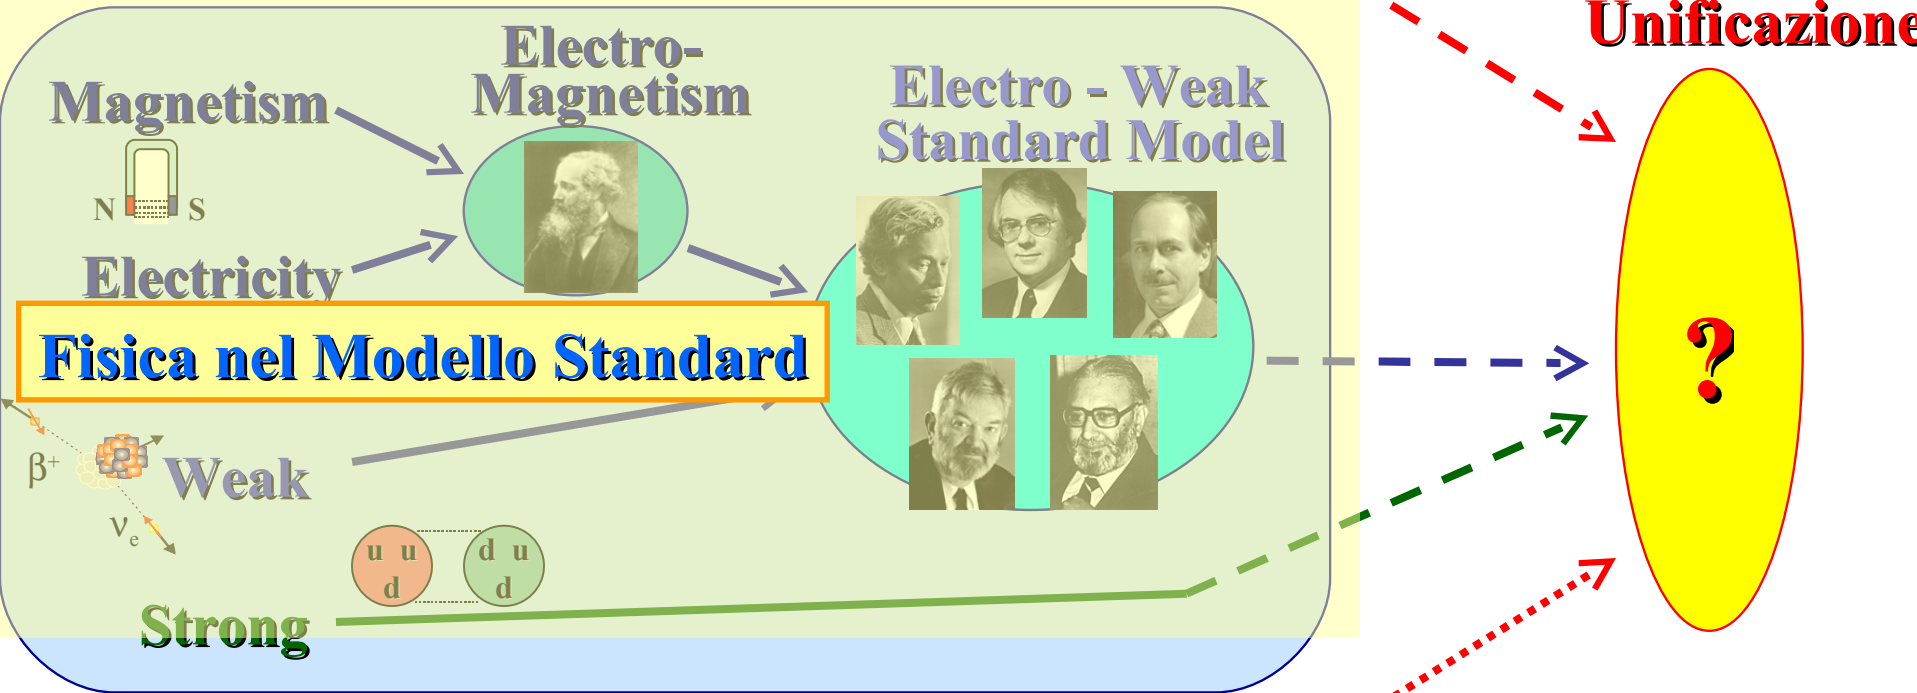 Unificazione
Electro-
Magnetism
Electro - Weak
Standard Model
Magnetism
N S
Electricity
Fisica nel Modello Standard
β+
Weak
νe
u u
d
d u
d
Strong
?